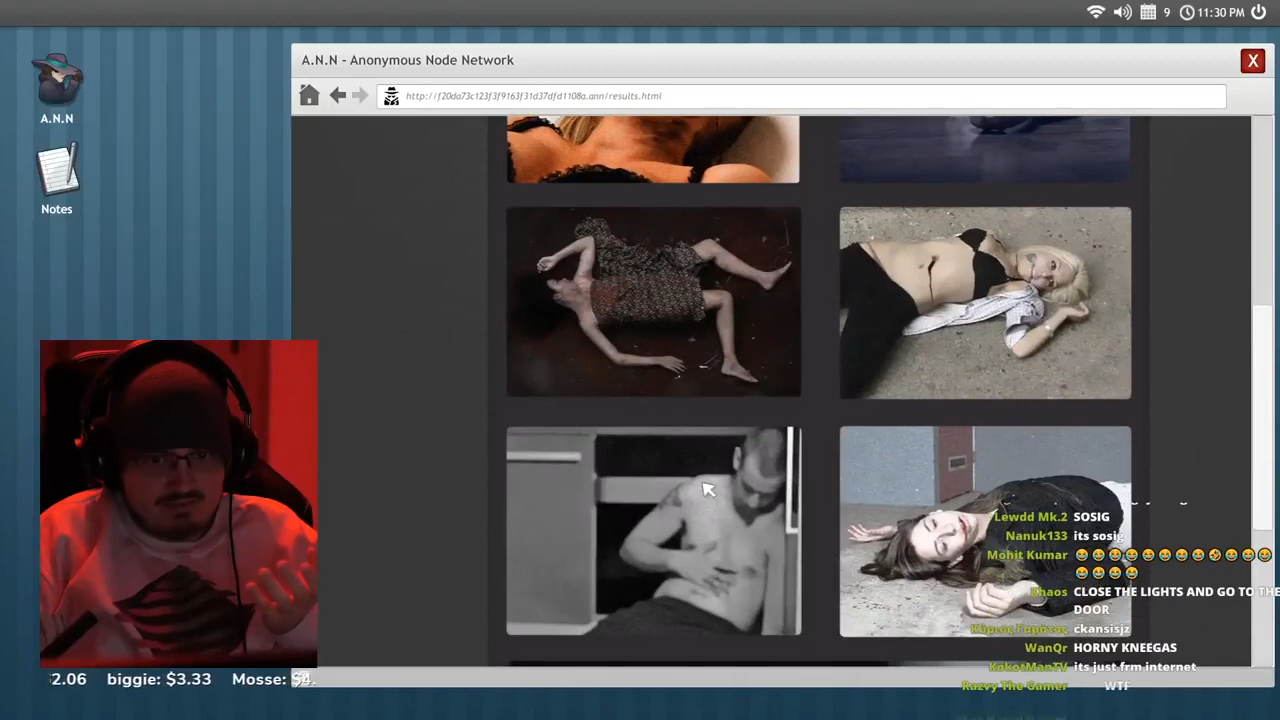 9 11:30 PM
A.N.N - Anonymous Node Network
X
http://f20da73c123f3f9163f31d37dfd1108a.ann/results.html
A.N.N
Notes
Lewdd Mk.2 SOSIG
Nanuk133 its sosig
Mohit Kumar 😂😂😂😂😂😂😂😂🤣😂😂😂
😂😂😂😂
Khaos CLOSE THE LIGHTS AND GO TO THE
DOOR
ckansisjz
WanQr HORNY KNEEGAS
KokotManTV its just frm internet
Razvy The Gamer WTF
2.06 biggie: $3.33 Mosse: $4.